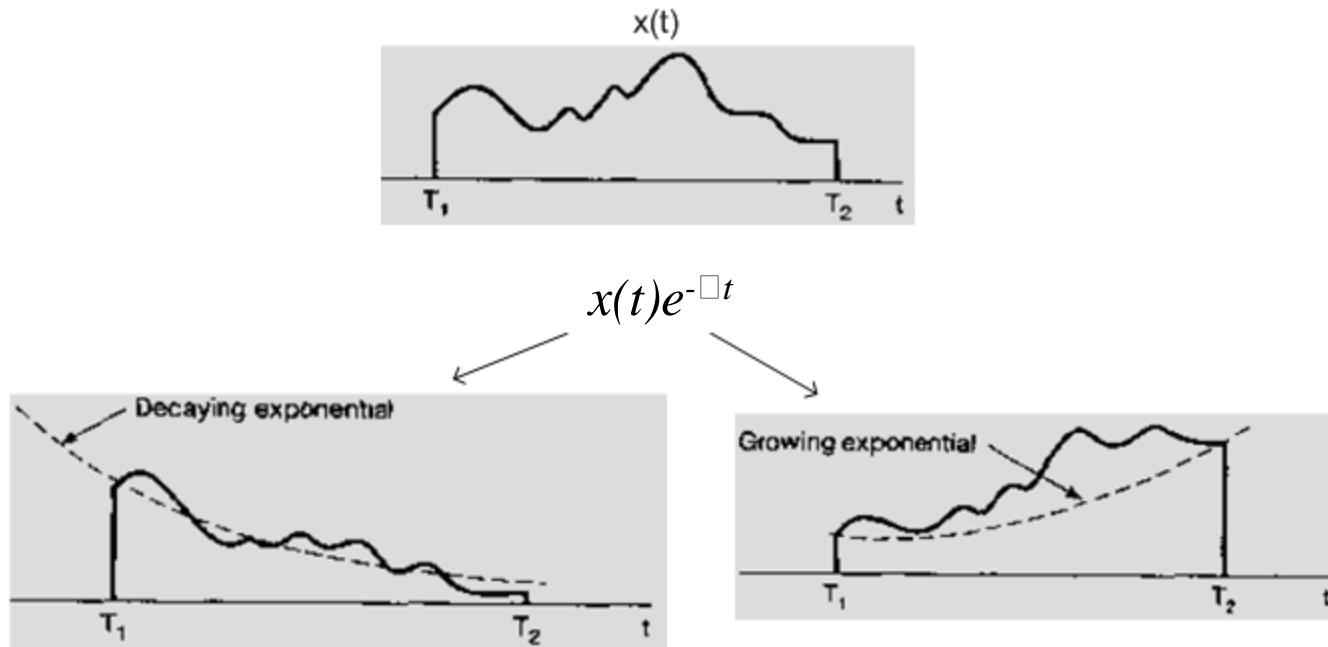 x(t)
T₁ T₂ t
x(t)e-□t
Decaying exponential
Growing exponential
T₁ T₂ t
T₁ T₂ t